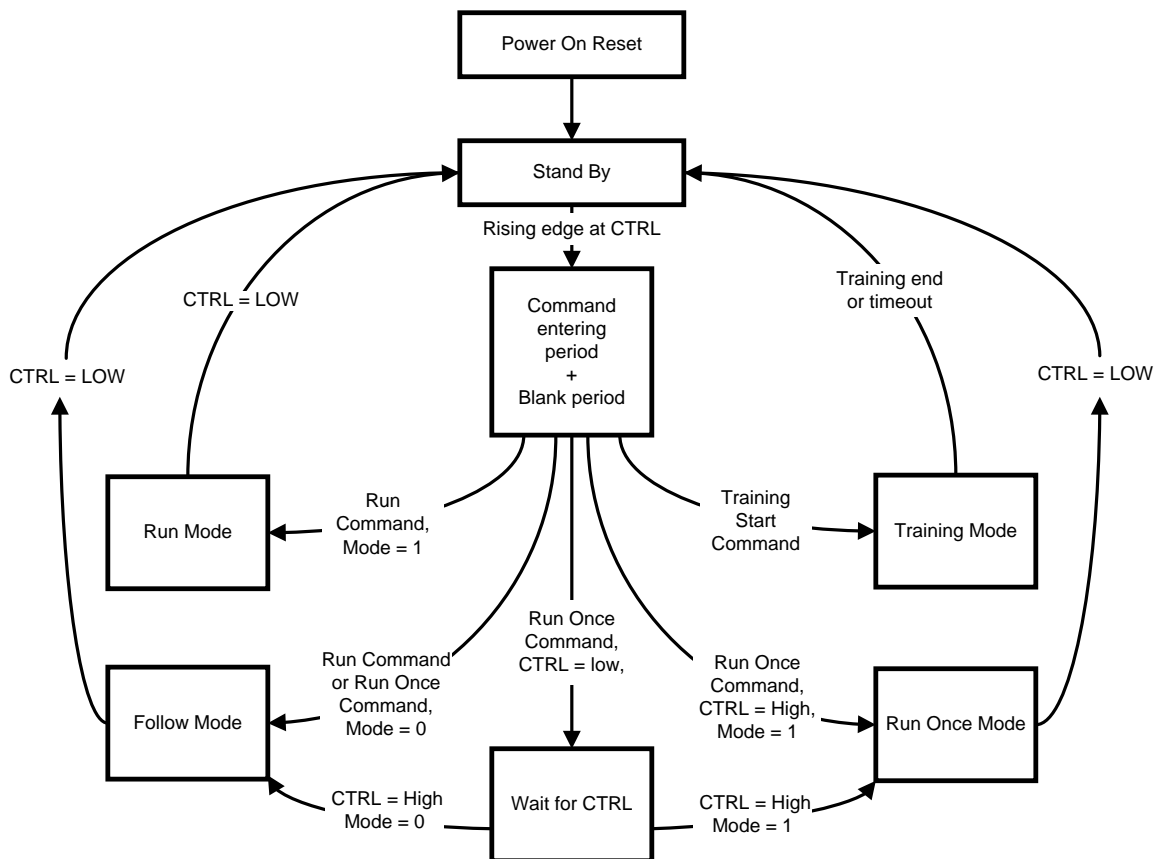 Power On Reset
Stand By
Rising edge at CTRL
Command
entering
period
+
Blank period
CTRL = LOW
Training end
or timeout
CTRL = LOW
CTRL = LOW
Run Mode
Run
Command,
Mode = 1
Training
Start
Command
Training Mode
Follow Mode
Run Command
or Run Once
Command,
Mode = 0
Run Once
Command,
CTRL = low,
Run Once
Command,
CTRL = High,
Mode = 1
Run Once Mode
CTRL = High
Mode = 0
Wait for CTRL
CTRL = High
Mode = 1